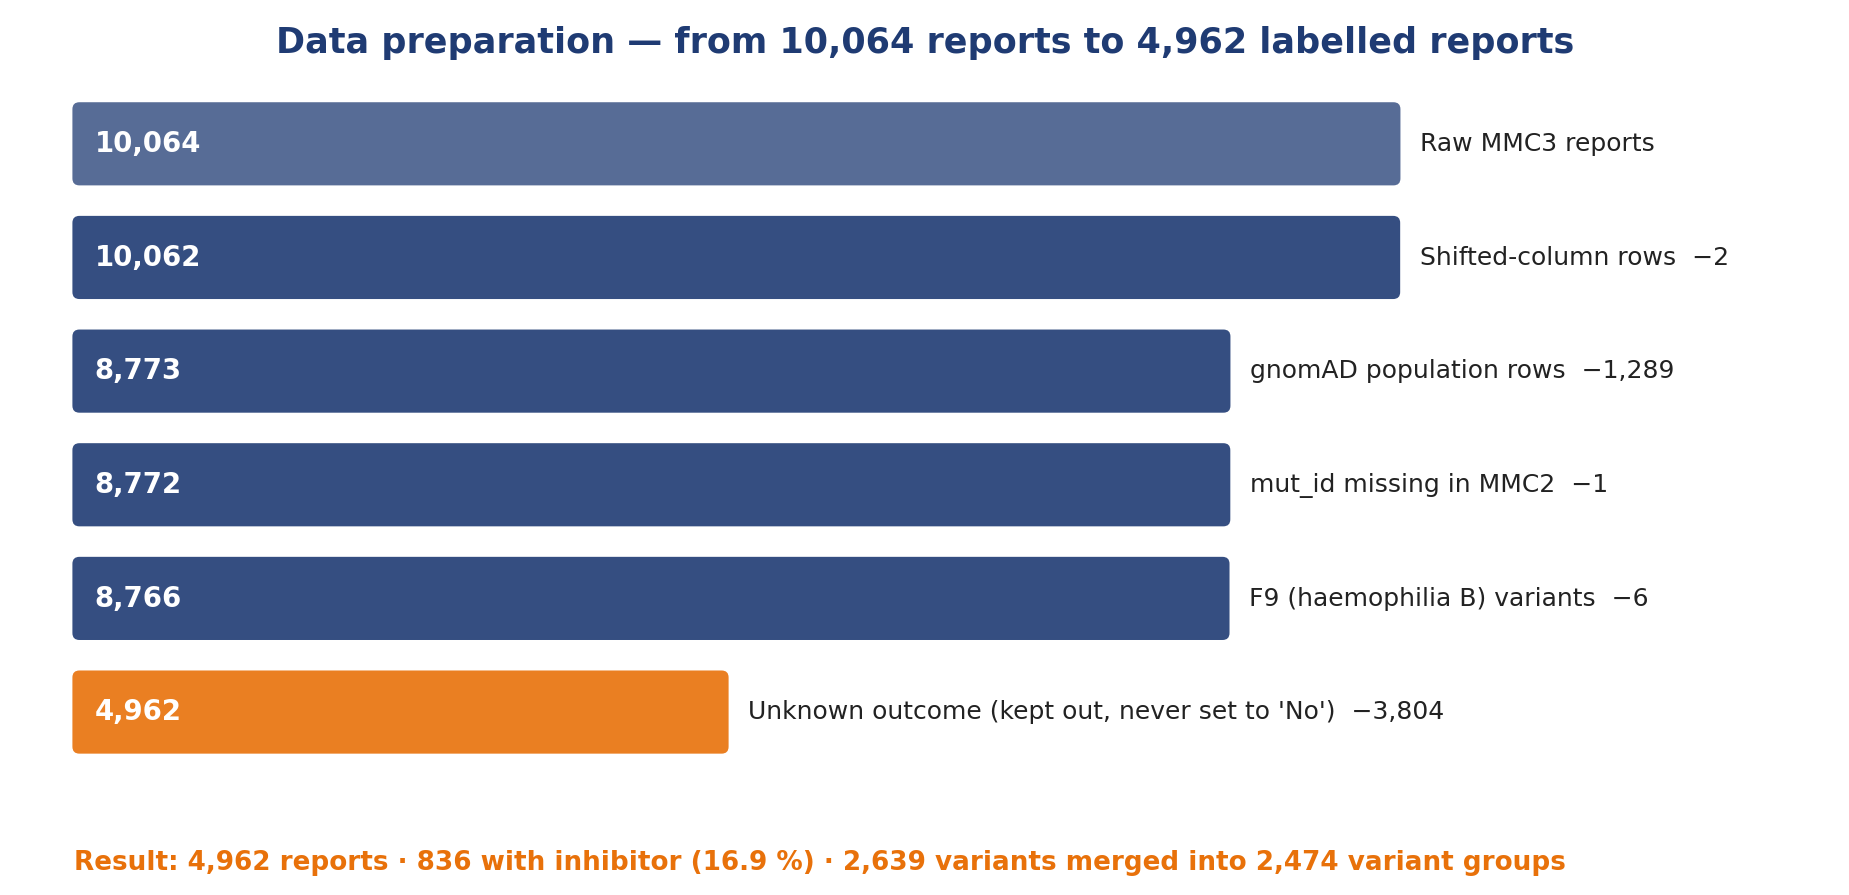 Data preparation — from 10,064 reports to 4,962 labelled reports
10,064 Raw MMC3 reports
10,062 Shifted-column rows −2
8,773 gnomAD population rows −1,289
8,772 mut_id missing in MMC2 −1
8,766 F9 (haemophilia B) variants −6
4,962 Unknown outcome (kept out, never set to 'No') −3,804
Result: 4,962 reports · 836 with inhibitor (16.9 %) · 2,639 variants merged into 2,474 variant groups